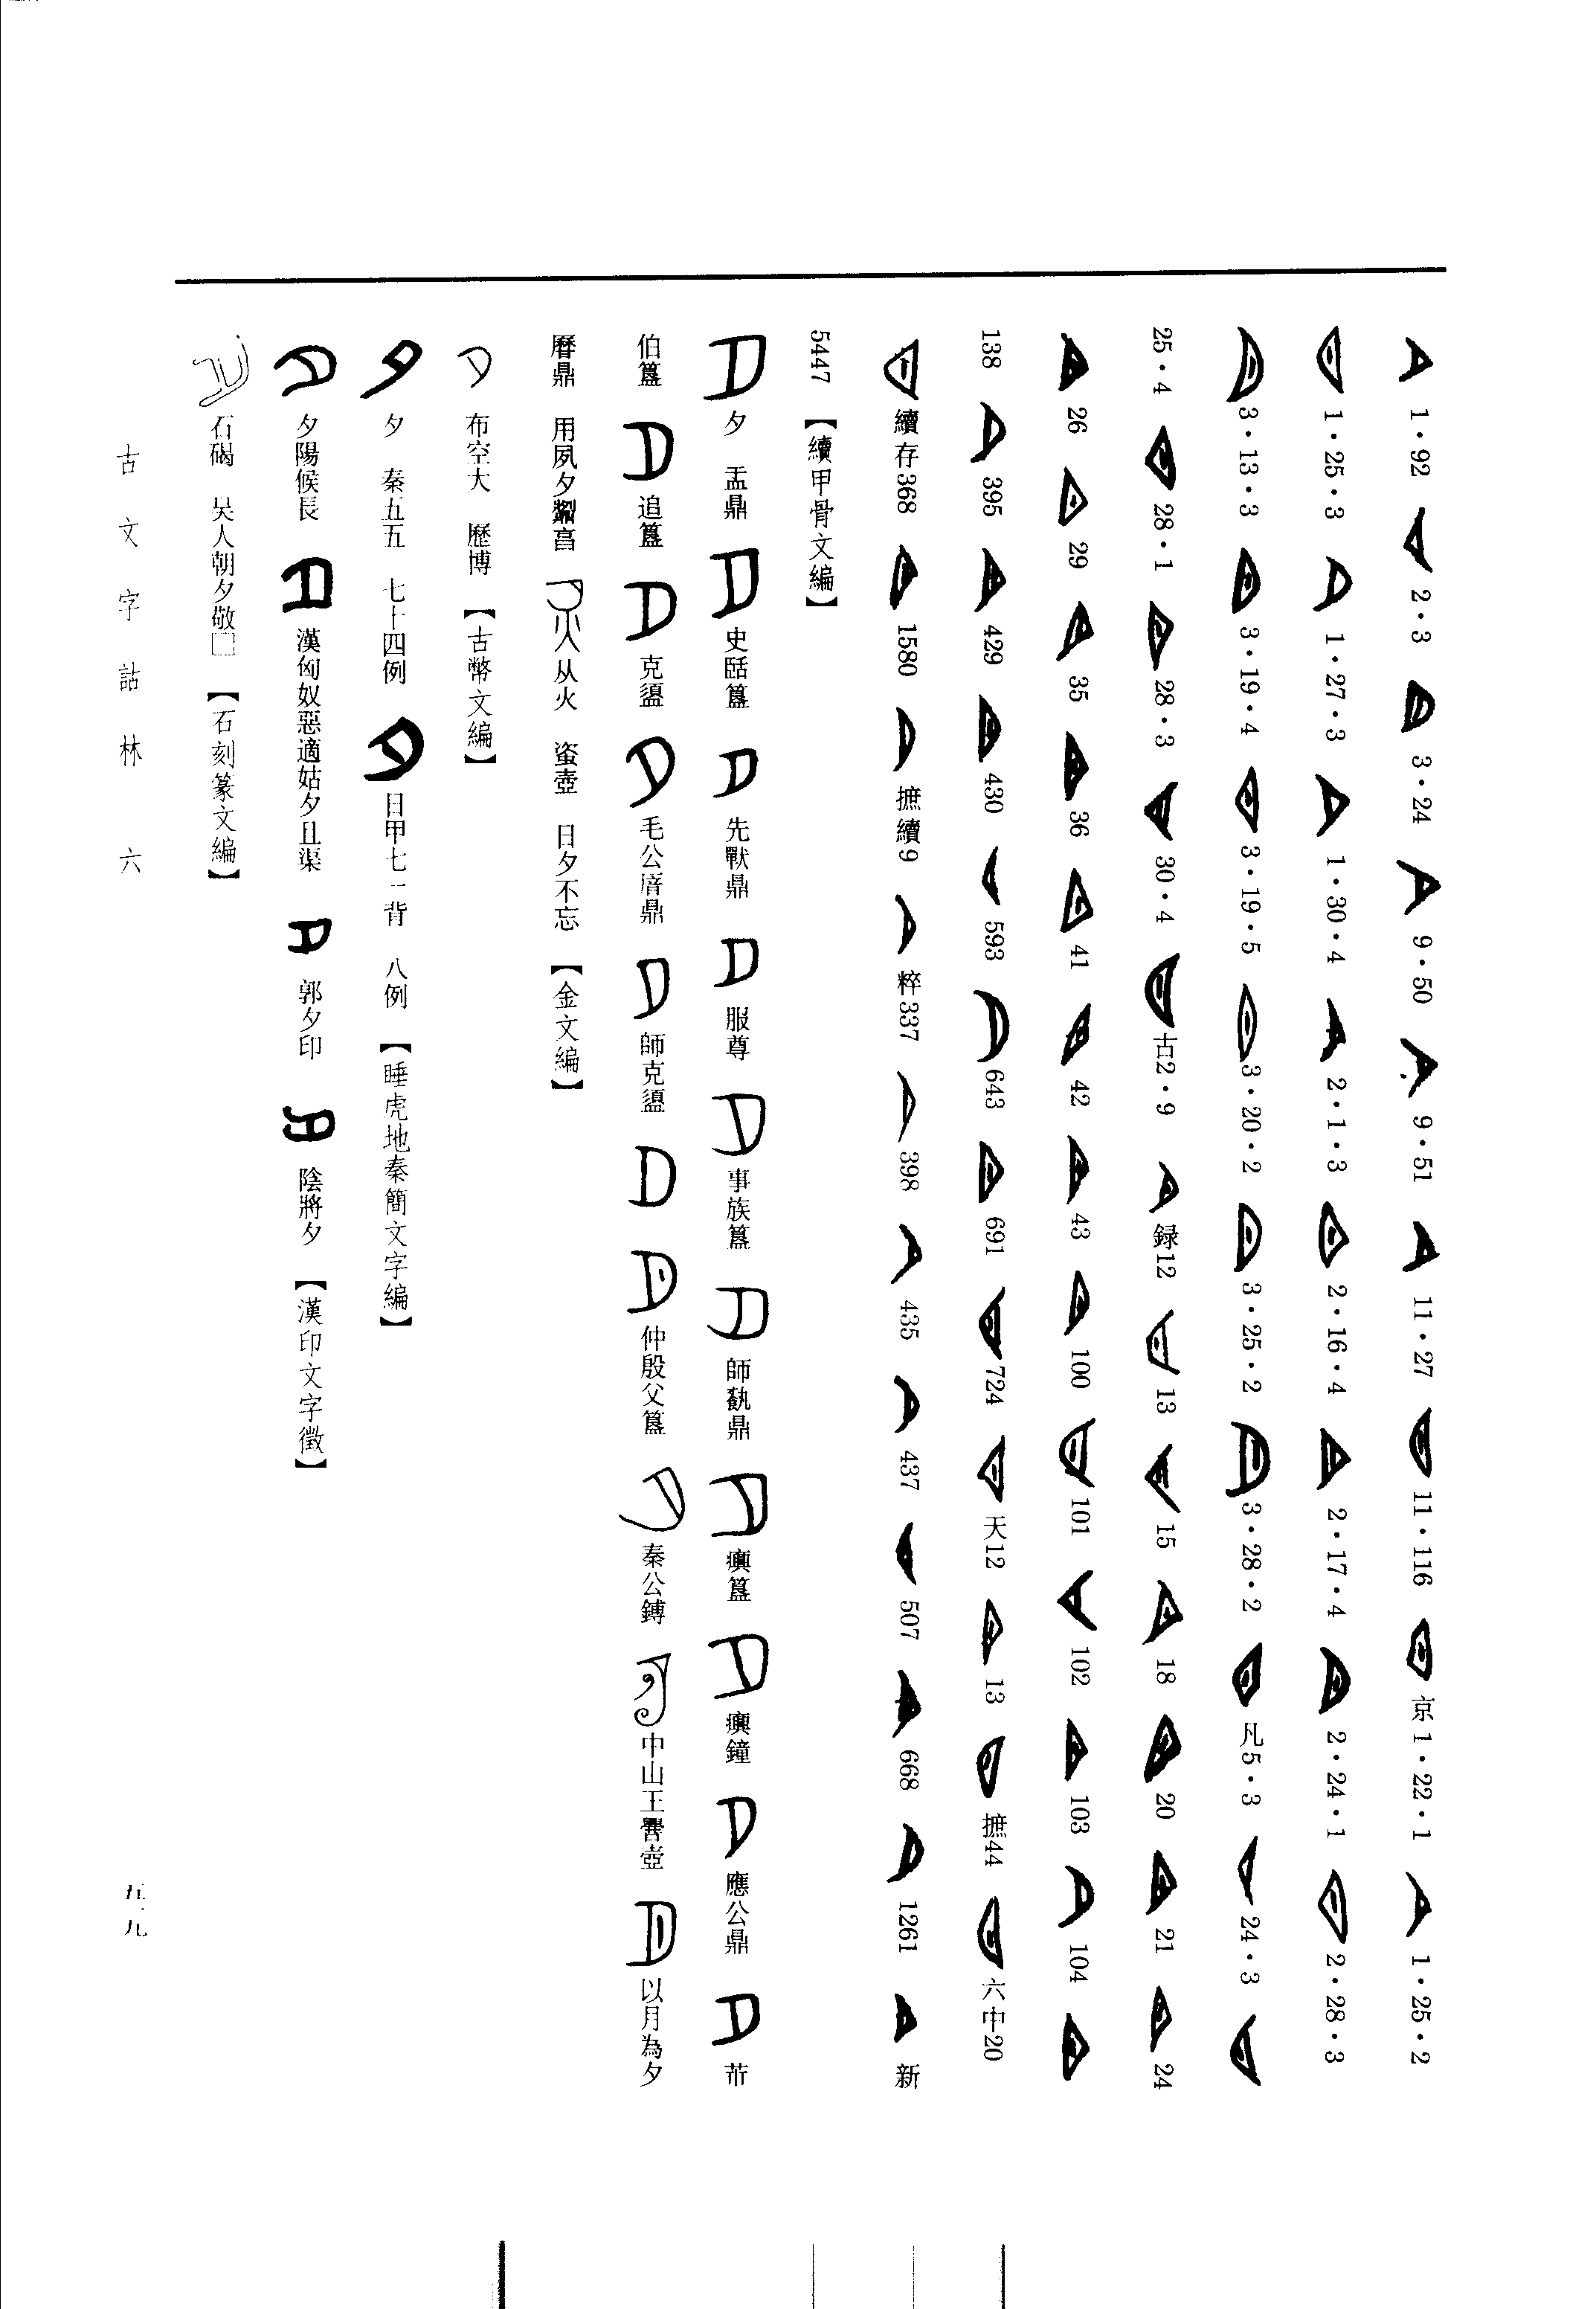 1・92 2・3 3・24 9・50 9・51 11・27 11・116 京1・22・1 1・25・2
1・25・3 1・27・3 1・30・4 2・1・3 2・16・4 2・17・4 2・24・1 2・28・3
3・13・3 3・19・4 3・19・5 3・20・2 3・25・2 3・28・2 凡5・3 24・3
25・4 28・1 28・3 30・4 古2・9 録12 13 15 18 20 21 24
26 29 35 36 41 42 43 100 101 102 103 104
138 395 429 430 593 643 691 724 天12 13 摭44 六中20
續存368 1580 摭續9 粹337 398 435 437 507 668 1261 新
5447 【續甲骨文編】
夕 盂鼎 史䛠簋 先獸鼎 服尊 事族簋 師𩛥鼎 𤼈簋 𤼈鐘 應公鼎 芇
伯簋 追簋 克盨 毛公厝鼎 師克盨 仲殷父簋 秦公鎛 中山王𰯼壺 以月為夕
曆鼎 用夙夕𩱧亯 从火 𧊒壺 日夕不忘 【金文編】
布空大 歷博 【古幣文編】
夕 秦五五 七十四例 日甲七一背 八例 【睡虎地秦簡文字編】
夕陽候長 漢匈奴惡適姑夕且渠 郭夕印 陰將夕 【漢印文字徵】
石碣 吴人朝夕敬□ 【石刻篆文編】
古文字詁林 六